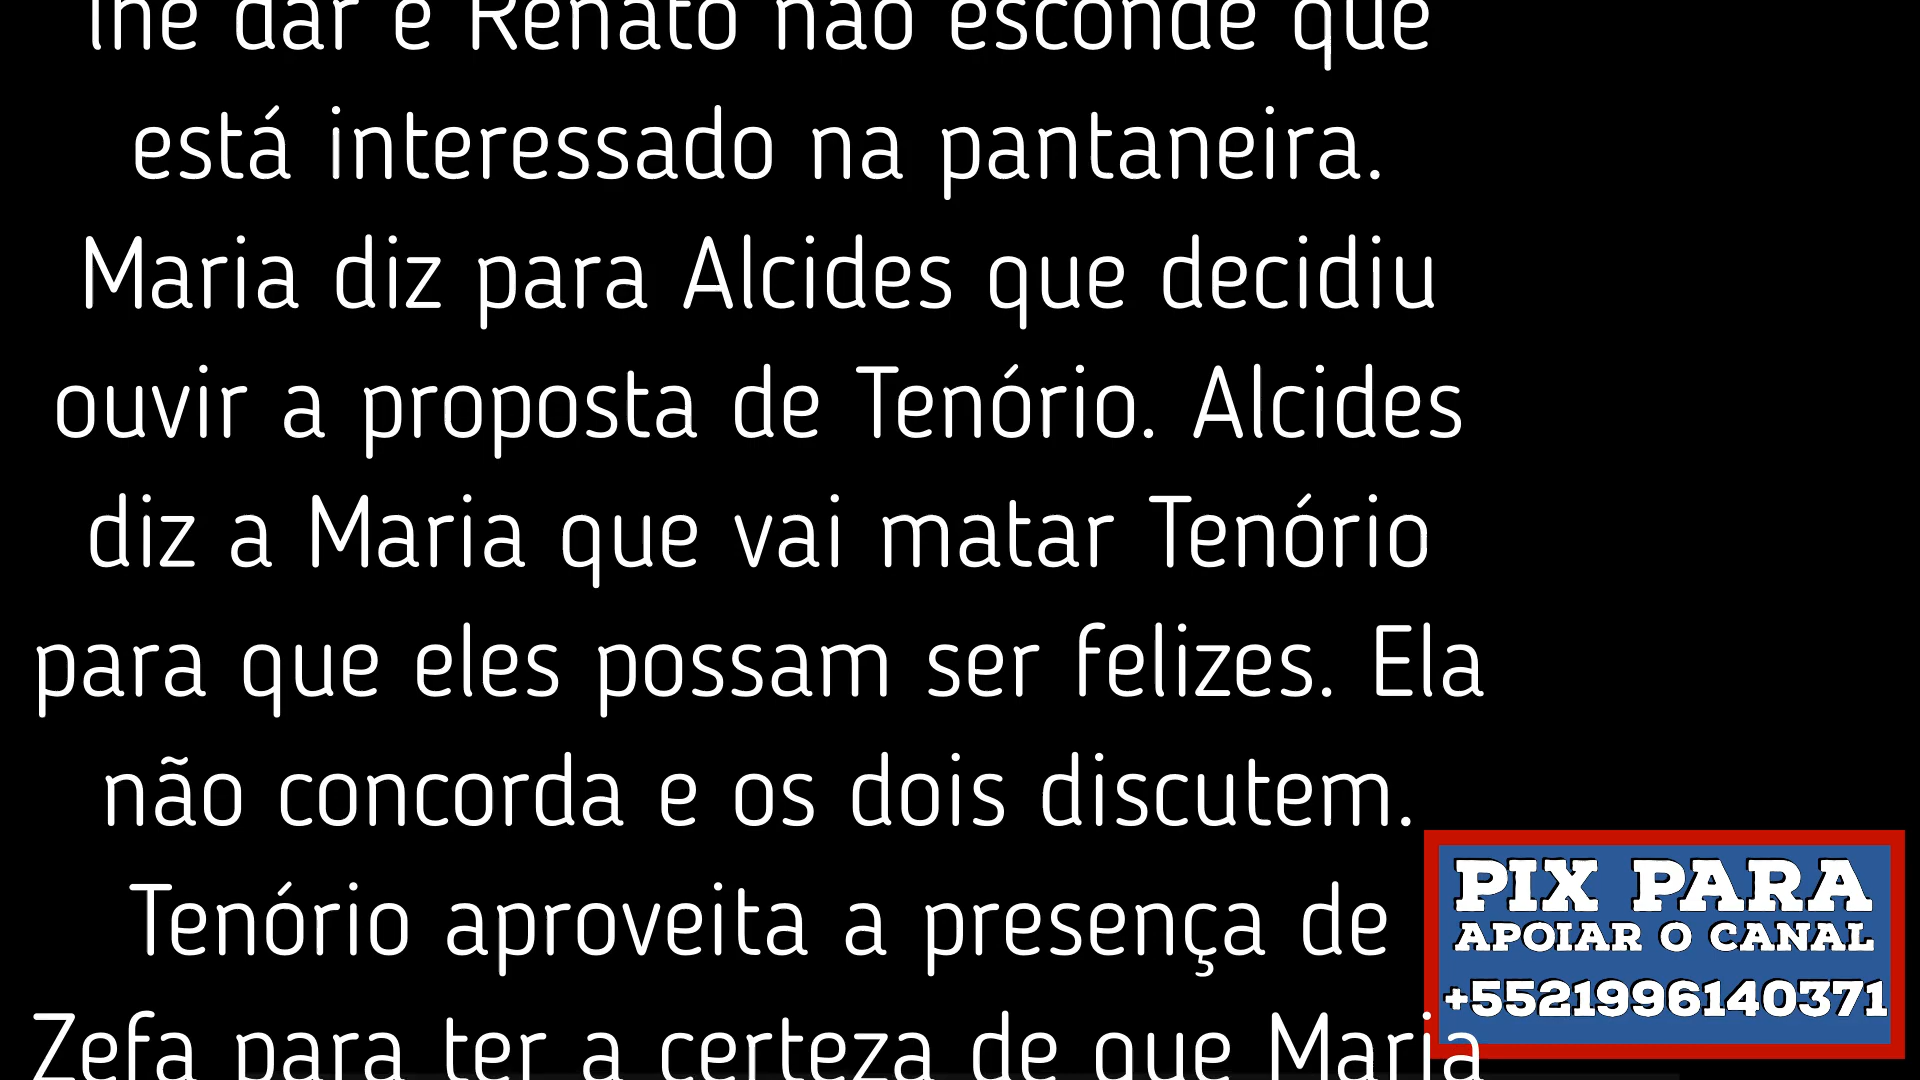 lhe dar e Renato não esconde que
está interessado na pantaneira.
Maria diz para Alcides que decidiu
ouvir a proposta de Tenório. Alcides
diz a Maria que vai matar Tenório
para que eles possam ser felizes. Ela
não concorda e os dois discutem.
Tenório aproveita a presença de
Zefa para ter a certeza de que Maria
PIX PARA
APOIAR O CANAL
+5521996140371